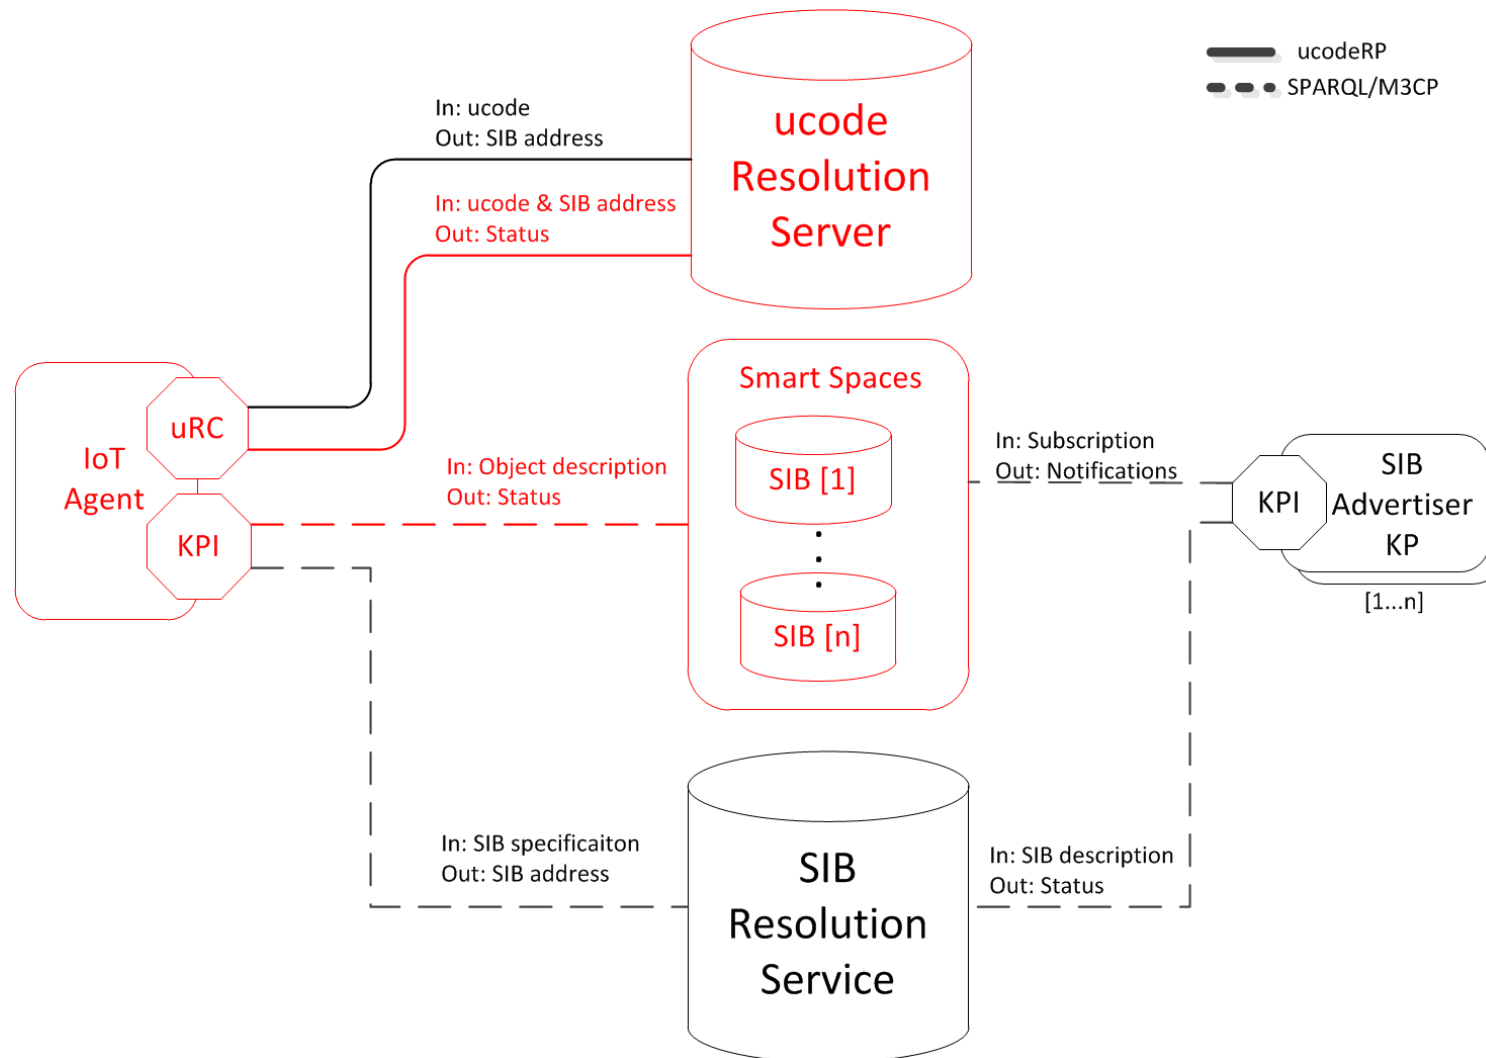 ucodeRP
SPARQL/M3CP
In: ucode
Out: SIB address
ucode
Resolution
Server
In: ucode & SIB address
Out: Status
Smart Spaces
SIB [1]
SIB [n]
uRC
IoT
Agent
KPI
In: Object description
Out: Status
In: Subscription
Out: Notifications
KPI
SIB
Advertiser
KP
[1...n]
In: SIB specificaiton
Out: SIB address
SIB
Resolution
Service
In: SIB description
Out: Status